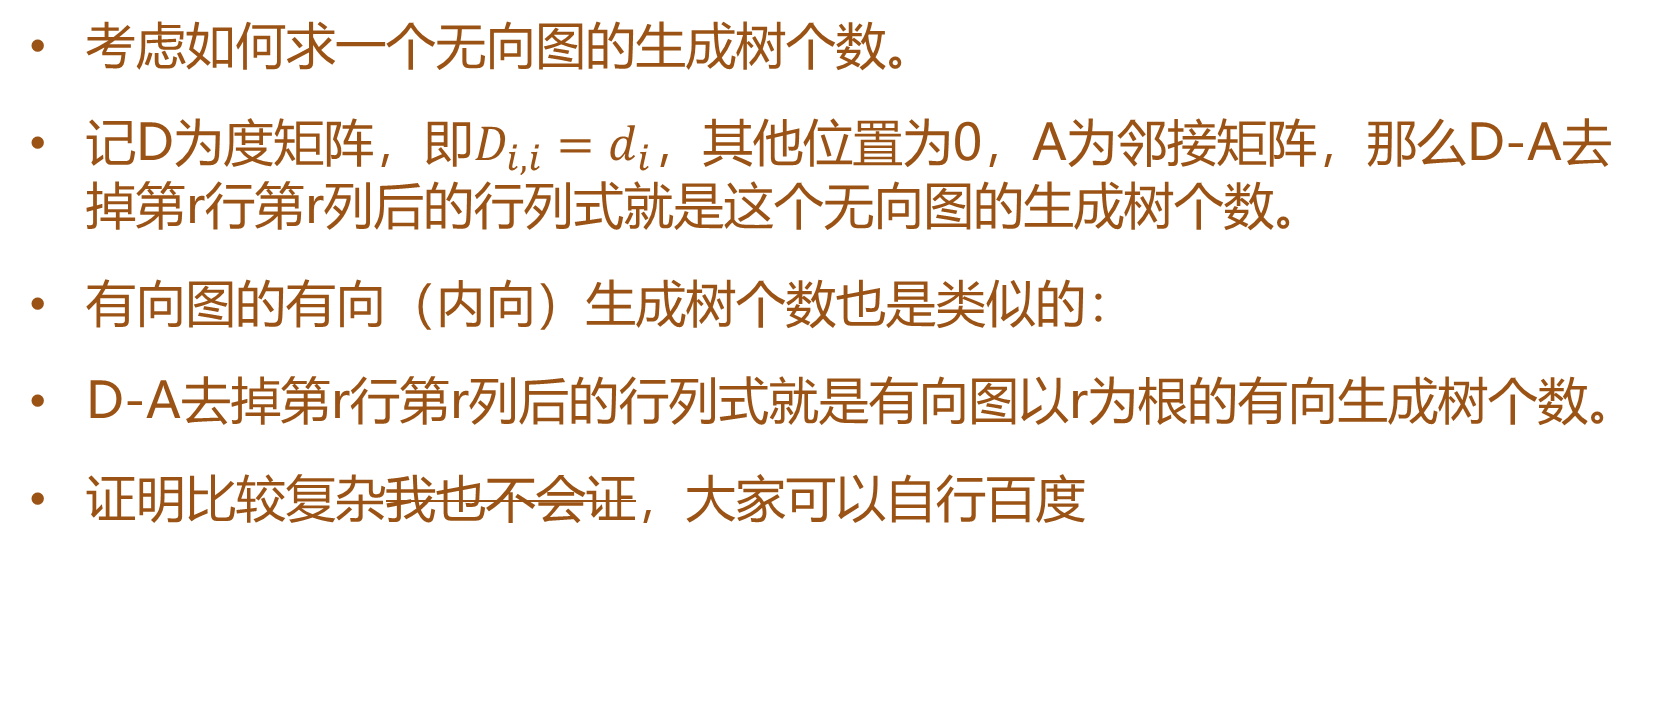 • 考虑如何求一个无向图的生成树个数。
• 记D为度矩阵，即$D_{i,i} = d_i$，其他位置为0，A为邻接矩阵，那么D-A去
掉第r行第r列后的行列式就是这个无向图的生成树个数。
• 有向图的有向（内向）生成树个数也是类似的：
• D-A去掉第r行第r列后的行列式就是有向图以r为根的有向生成树个数。
• 证明比较复杂~~我也不会证~~，大家可以自行百度